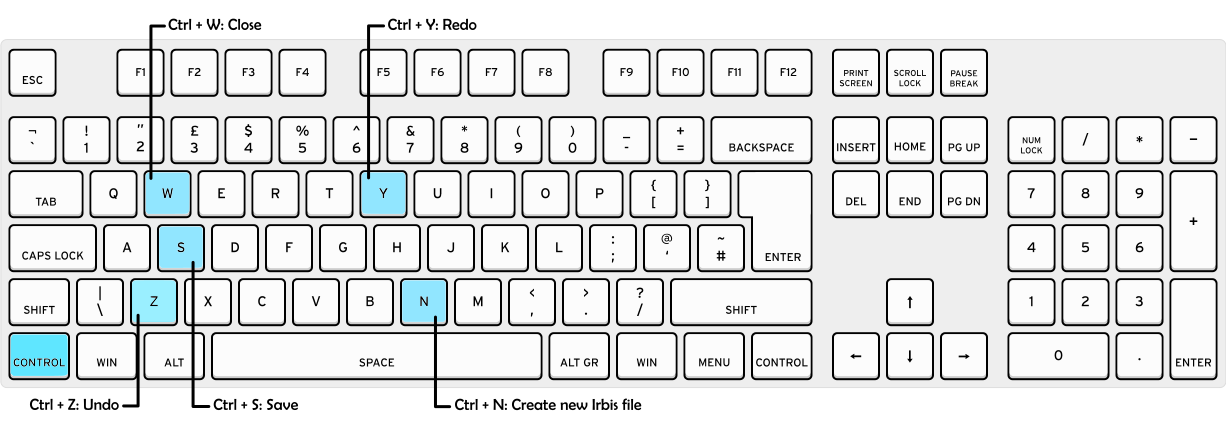 Ctrl + W: Close Ctrl + Y: Redo
ESC F1 F2 F3 F4 F5 F6 F7 F8 F9 F10 F11 F12 PRINT SCREEN SCROLL LOCK PAUSE BREAK
¬ ! " £ $ % ^ & * ( ) _ +
` 1 2 3 4 5 6 7 8 9 0 - = BACKSPACE INSERT HOME PG UP NUM LOCK / * -
TAB Q W E R T Y U I O P { [ } ] DEL END PG DN 7 8 9 +
CAPS LOCK A S D F G H J K L : ; @ ' ~ # ENTER 4 5 6
SHIFT | \ Z X C V B N M < , > . ? / SHIFT ↑ 1 2 3
CONTROL WIN ALT SPACE ALT GR WIN MENU CONTROL ← ↓ → 0 . ENTER
Ctrl + Z: Undo Ctrl + S: Save Ctrl + N: Create new Irbis file